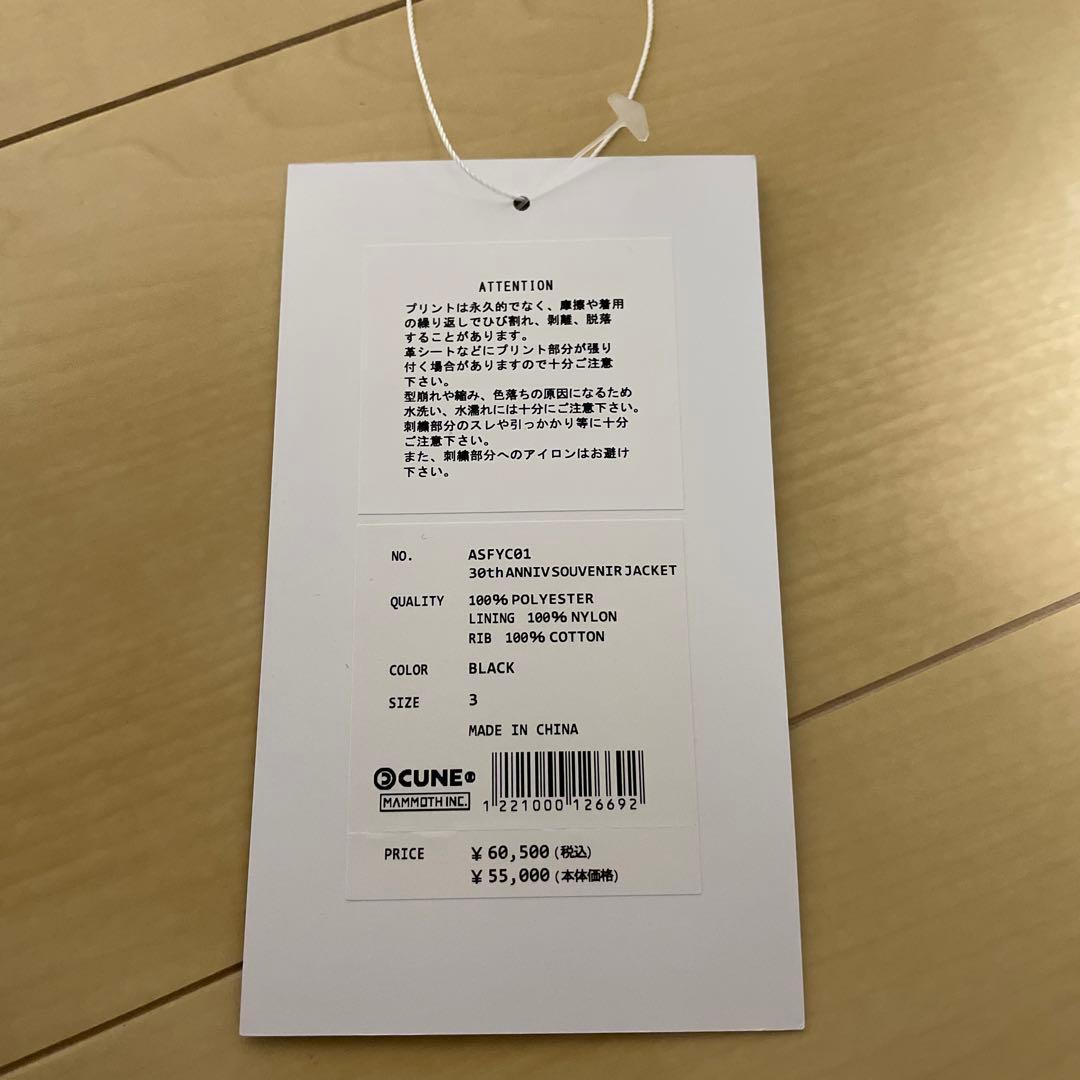 ATTENTION
プリントは永久的でなく、摩擦や着用
の繰り返しでひび割れ、剥離、脱落
することがあります。
革シートなどにプリント部分が張り
付く場合がありますので十分ご注意
下さい。
型崩れや縮み、色落ちの原因になるため
水洗い、水濡れには十分にご注意下さい。
刺繍部分のスレや引っかかり等に十分
ご注意下さい。
また、刺繍部分へのアイロンはお避け
下さい。
NO. ASFYC01
30th ANNIV SOUVENIR JACKET
QUALITY 100% POLYESTER
LINING 100% NYLON
RIB 100% COTTON
COLOR BLACK
SIZE 3
MADE IN CHINA
CUNE
MAMMOTH INC.
1 221000 126692
PRICE ¥ 60,500 (税込)
¥ 55,000 (本体価格)